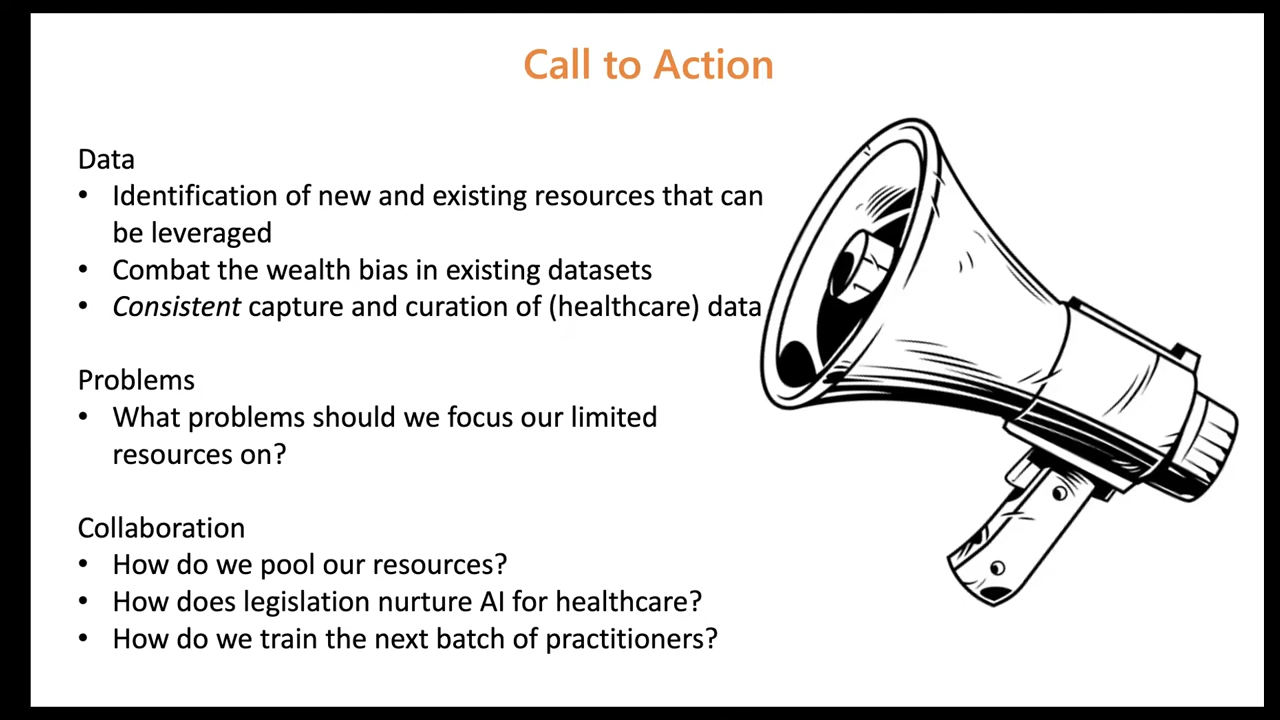 Call to Action
Data
• Identification of new and existing resources that can
be leveraged
• Combat the wealth bias in existing datasets
• Consistent capture and curation of (healthcare) data
Problems
• What problems should we focus our limited
resources on?
Collaboration
• How do we pool our resources?
• How does legislation nurture AI for healthcare?
• How do we train the next batch of practitioners?